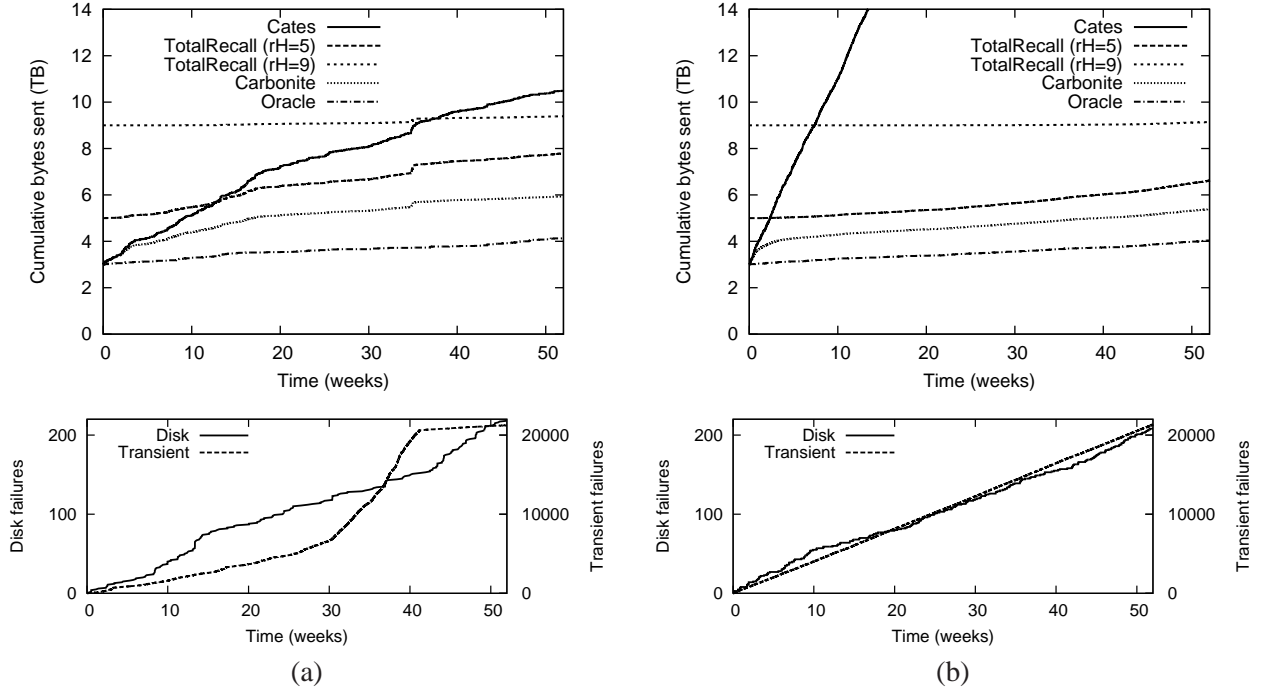 Cumulative bytes sent (TB)
14
12
10
8
6
4
2
0
Cates
TotalRecall (rH=5)
TotalRecall (rH=9)
Carbonite
Oracle
0 10 20 30 40 50
Time (weeks)
Disk failures
200
100
0
Disk
Transient
20000
10000
0
Transient failures
0 10 20 30 40 50
Time (weeks)
(a)
Cumulative bytes sent (TB)
14
12
10
8
6
4
2
0
Cates
TotalRecall (rH=5)
TotalRecall (rH=9)
Carbonite
Oracle
0 10 20 30 40 50
Time (weeks)
Disk failures
200
100
0
Disk
Transient
20000
10000
0
Transient failures
0 10 20 30 40 50
Time (weeks)
(b)